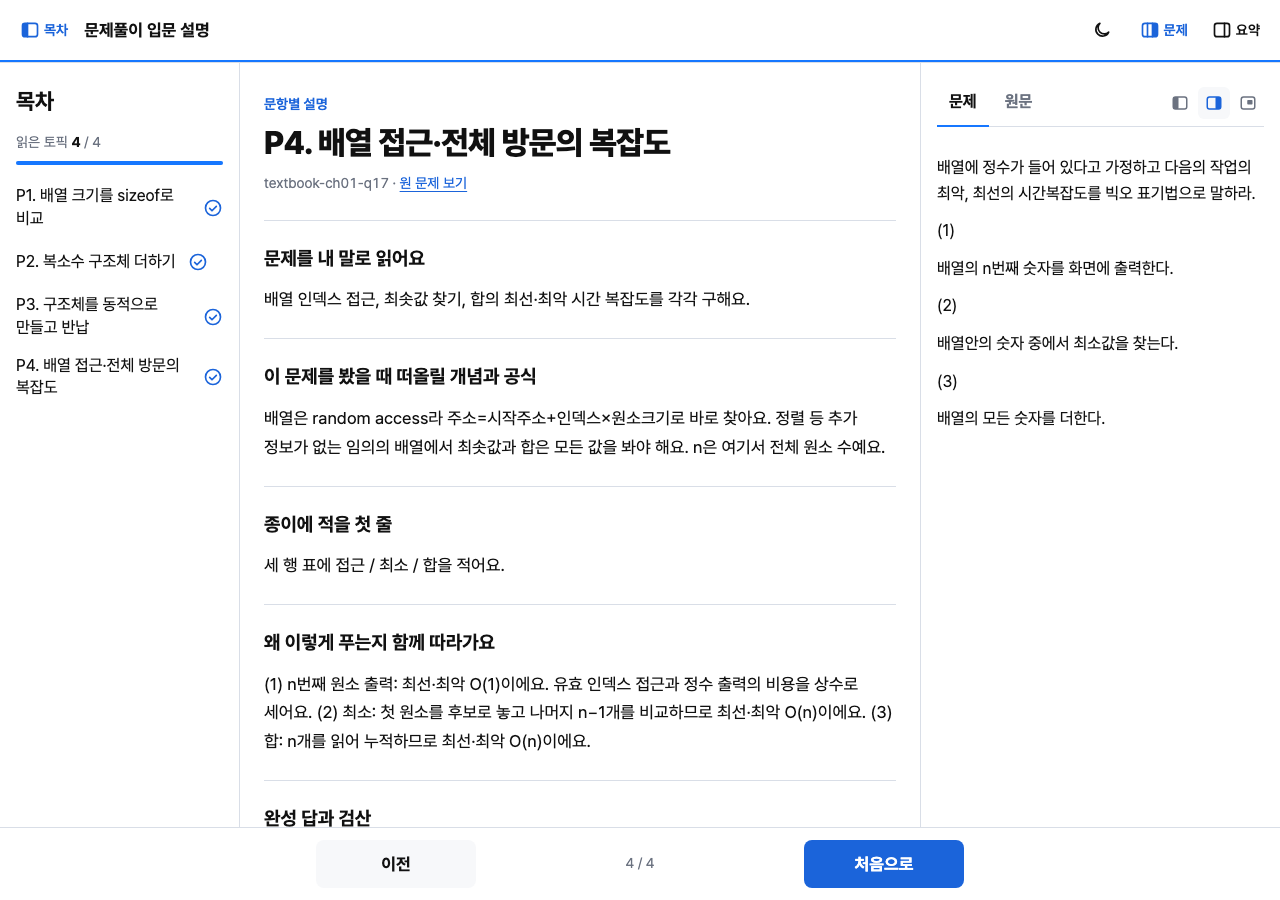 목차
문제풀이 입문 설명
문제
요약
목차
읽은 토픽 4 / 4
P1. 배열 크기를 sizeof로
비교
P2. 복소수 구조체 더하기
P3. 구조체를 동적으로
만들고 반납
P4. 배열 접근·전체 방문의
복잡도
문항별 설명
P4. 배열 접근·전체 방문의 복잡도
textbook-ch01-q17 · 원 문제 보기
문제를 내 말로 읽어요
배열 인덱스 접근, 최솟값 찾기, 합의 최선·최악 시간 복잡도를 각각 구해요.
이 문제를 봤을 때 떠올릴 개념과 공식
배열은 random access라 주소=시작주소+인덱스×원소크기로 바로 찾아요. 정렬 등 추가
정보가 없는 임의의 배열에서 최솟값과 합은 모든 값을 봐야 해요. n은 여기서 전체 원소 수예요.
종이에 적을 첫 줄
세 행 표에 접근 / 최소 / 합을 적어요.
왜 이렇게 푸는지 함께 따라가요
(1) n번째 원소 출력: 최선·최악 O(1)이에요. 유효 인덱스 접근과 정수 출력의 비용을 상수로
세어요. (2) 최소: 첫 원소를 후보로 놓고 나머지 n−1개를 비교하므로 최선·최악 O(n)이에요. (3)
합: n개를 읽어 누적하므로 최선·최악 O(n)이에요.
완성 답과 검산
문제
원문
배열에 정수가 들어 있다고 가정하고 다음의 작업의
최악, 최선의 시간복잡도를 빅오 표기법으로 말하라.
(1)
배열의 n번째 숫자를 화면에 출력한다.
(2)
배열안의 숫자 중에서 최소값을 찾는다.
(3)
배열의 모든 숫자를 더한다.
이전
4 / 4
처음으로